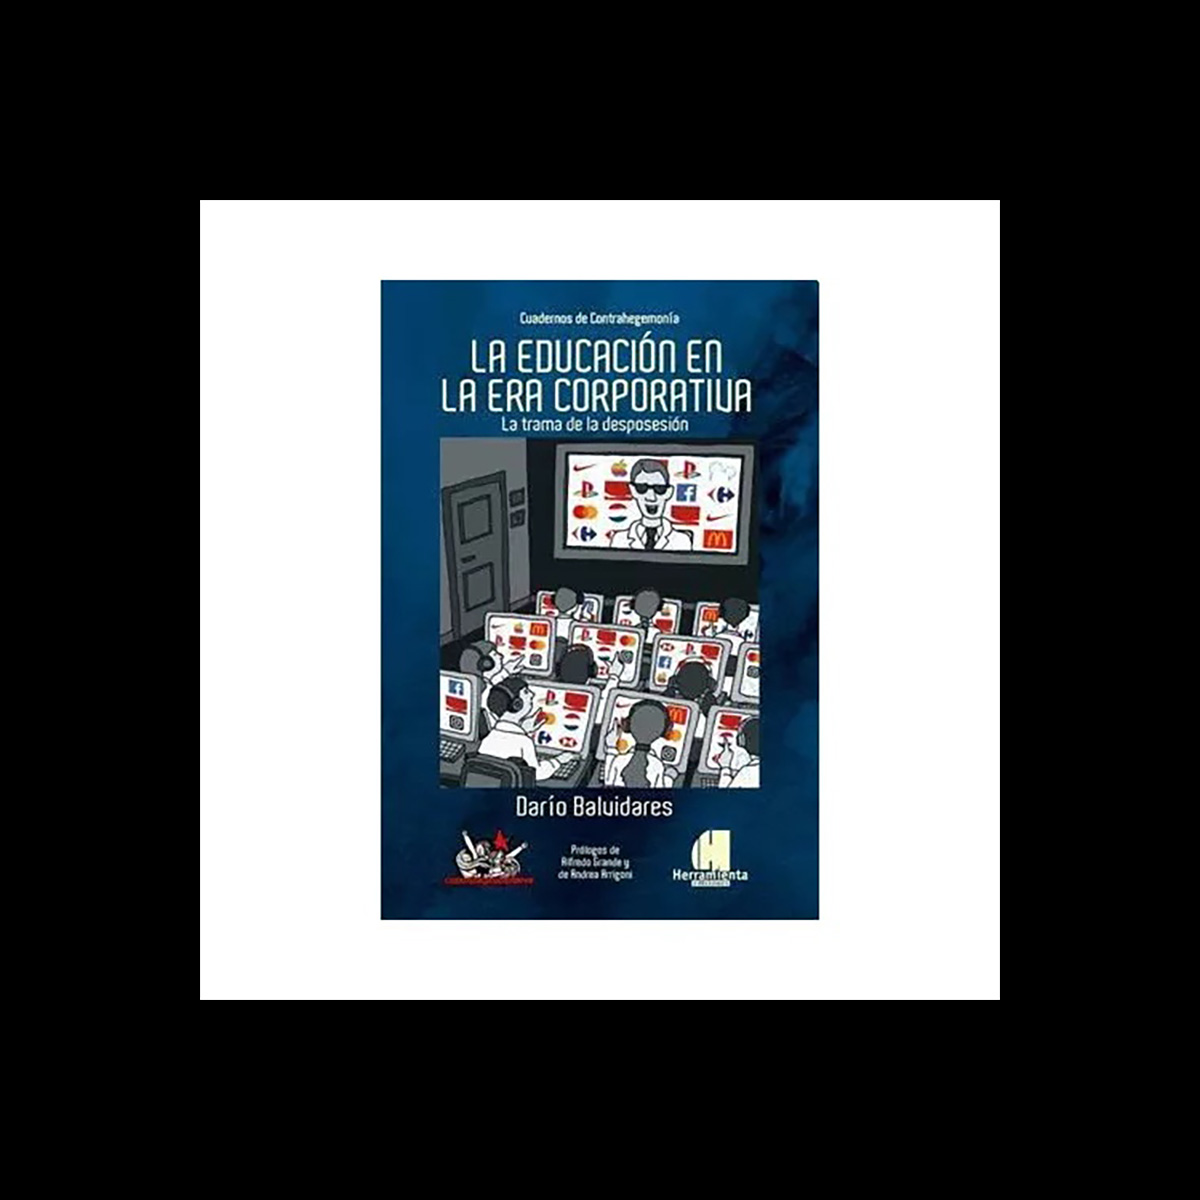 Cuadernos de Contrahegemonía
LA EDUCACIÓN EN
LA ERA CORPORATIVA
La trama de la desposesión
Darío Balvidares
Prólogos de
Alfredo Grande y
de Andrea Arrigoni
H
Herramienta